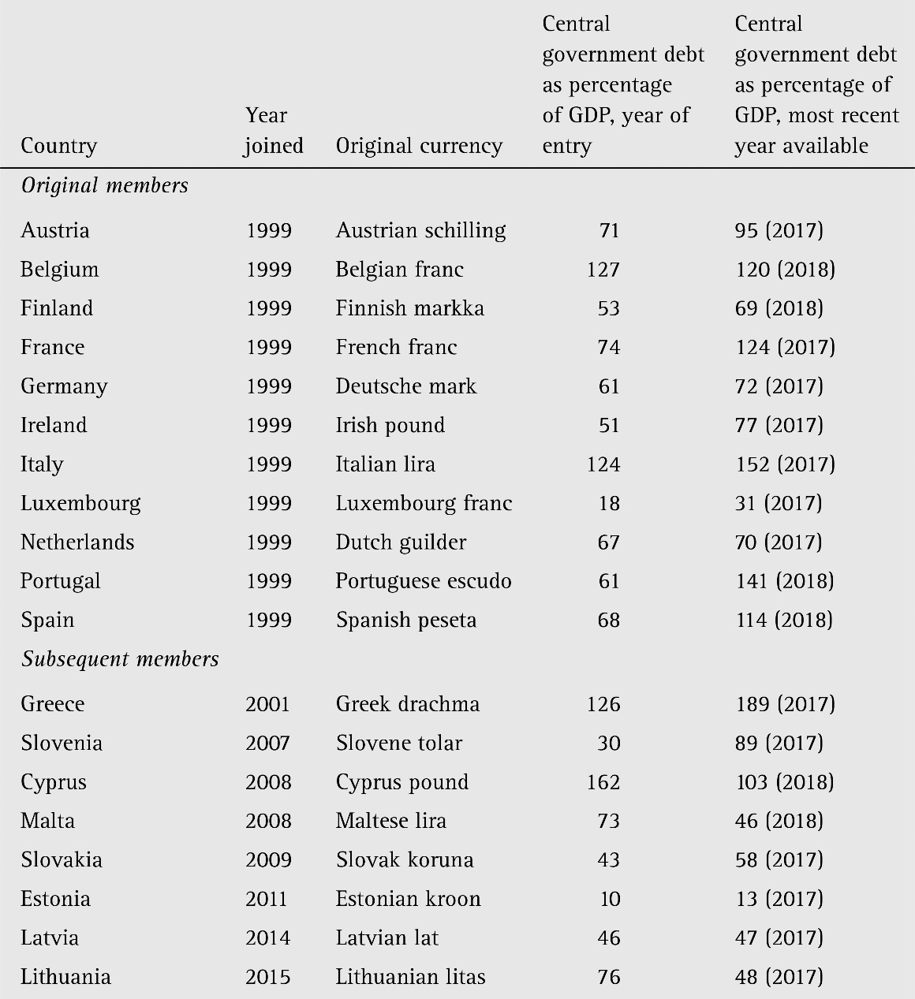 Country Year joined Original currency Central government debt as percentage of GDP, year of entry Central government debt as percentage of GDP, most recent year available
Original members
Austria 1999 Austrian schilling 71 95 (2017)
Belgium 1999 Belgian franc 127 120 (2018)
Finland 1999 Finnish markka 53 69 (2018)
France 1999 French franc 74 124 (2017)
Germany 1999 Deutsche mark 61 72 (2017)
Ireland 1999 Irish pound 51 77 (2017)
Italy 1999 Italian lira 124 152 (2017)
Luxembourg 1999 Luxembourg franc 18 31 (2017)
Netherlands 1999 Dutch guilder 67 70 (2017)
Portugal 1999 Portuguese escudo 61 141 (2018)
Spain 1999 Spanish peseta 68 114 (2018)
Subsequent members
Greece 2001 Greek drachma 126 189 (2017)
Slovenia 2007 Slovene tolar 30 89 (2017)
Cyprus 2008 Cyprus pound 162 103 (2018)
Malta 2008 Maltese lira 73 46 (2018)
Slovakia 2009 Slovak koruna 43 58 (2017)
Estonia 2011 Estonian kroon 10 13 (2017)
Latvia 2014 Latvian lat 46 47 (2017)
Lithuania 2015 Lithuanian litas 76 48 (2017)